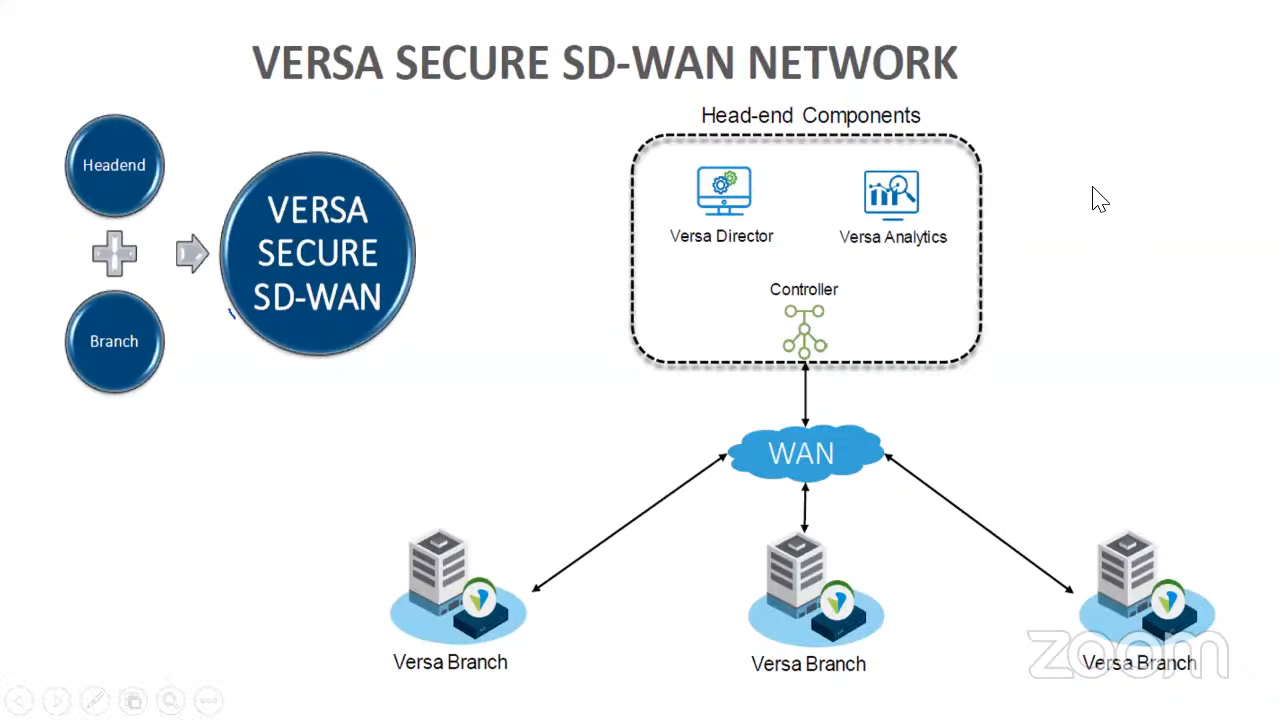 VERSA SECURE SD-WAN NETWORK
Headend
Branch
VERSA
SECURE
SD-WAN
Head-end Components
Versa Director
Versa Analytics
Controller
WAN
Versa Branch
Versa Branch
Versa Branch
zoom